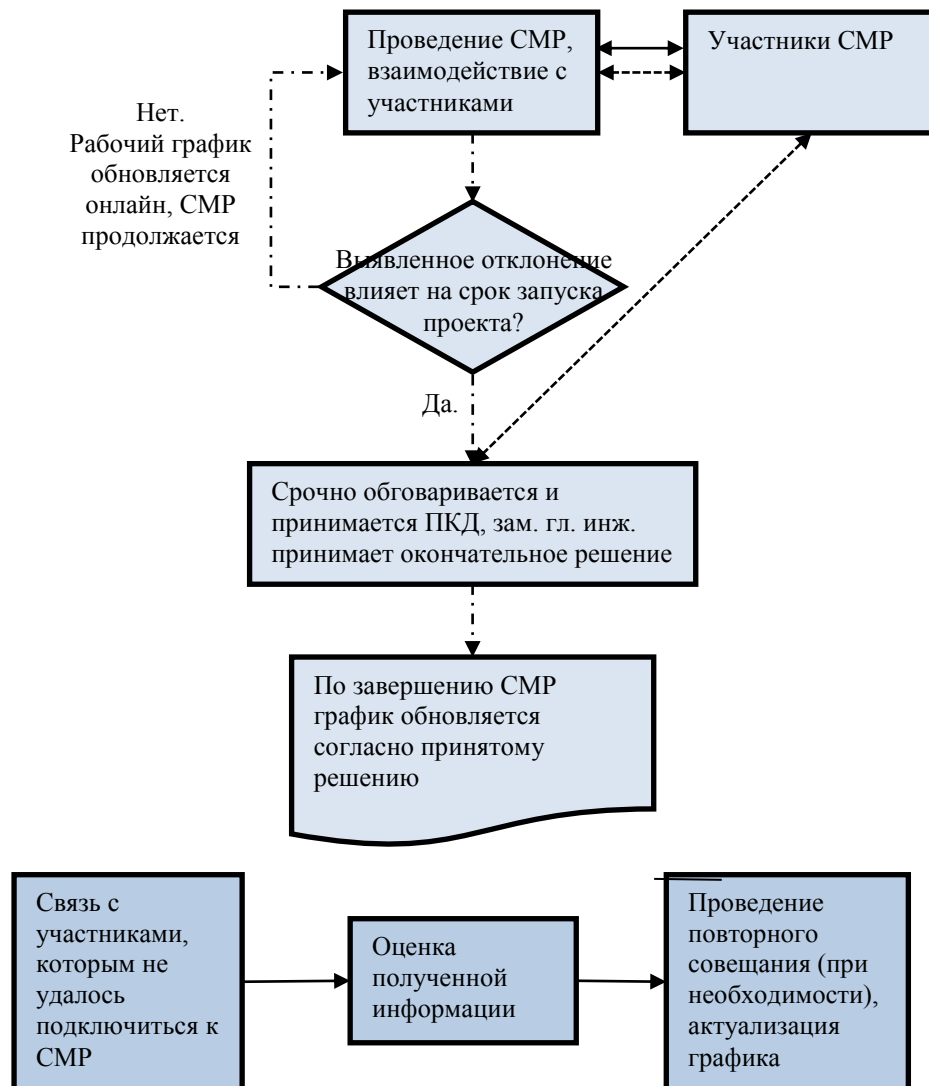 Проведение СМР,
взаимодействие с
участниками
Участники СМР
Нет.
Рабочий график
обновляется
онлайн, СМР
продолжается
Выявленное отклонение
влияет на срок запуска
проекта?
Да.
Срочно обговаривается и
принимается ПКД, зам. гл. инж.
принимает окончательное решение
По завершению СМР
график обновляется
согласно принятому
решению
Связь с
участниками,
которым не
удалось
подключиться к
СМР
Оценка
полученной
информации
Проведение
повторного
совещания (при
необходимости),
актуализация
графика